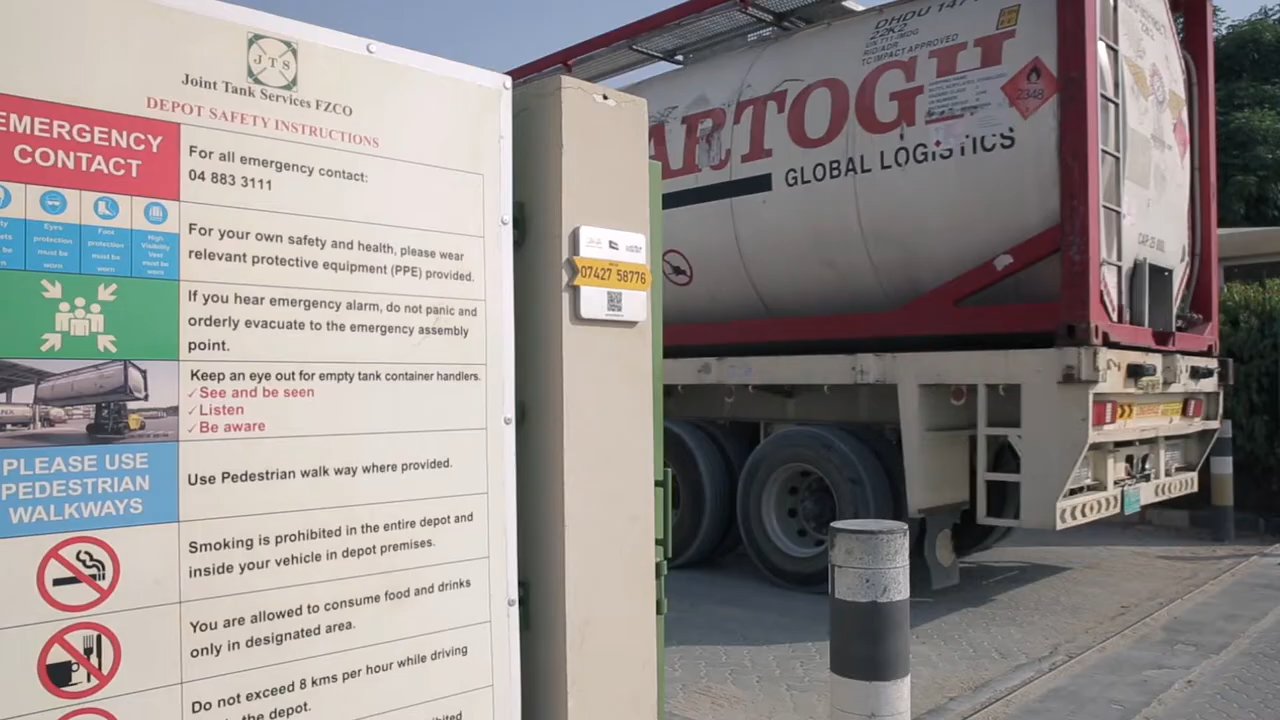 JTS
Joint Tank Services FZCO
DEPOT SAFETY INSTRUCTIONS
EMERGENCY
CONTACT
For all emergency contact:
04 883 3111
Eyes
protection
must be
worn
Foot
protection
must be
worn
High
Visibility
Vest must be
worn
For your own safety and health, please wear
relevant protective equipment (PPE) provided.
If you hear emergency alarm, do not panic and
orderly evacuate to the emergency assembly
point.
Keep an eye out for empty tank container handlers.
✓See and be seen
✓Listen
✓Be aware
PLEASE USE
PEDESTRIAN
WALKWAYS
Use Pedestrian walk way where provided.
Smoking is prohibited in the entire depot and
inside your vehicle in depot premises.
You are allowed to consume food and drinks
only in designated area.
Do not exceed 8 kms per hour while driving
the depot.
07427 58776
DHDU
22K2
UN T11-IMDG
RID/ADR
TC IMPACT APPROVED
ARTOGH
GLOBAL LOGISTICS
2348